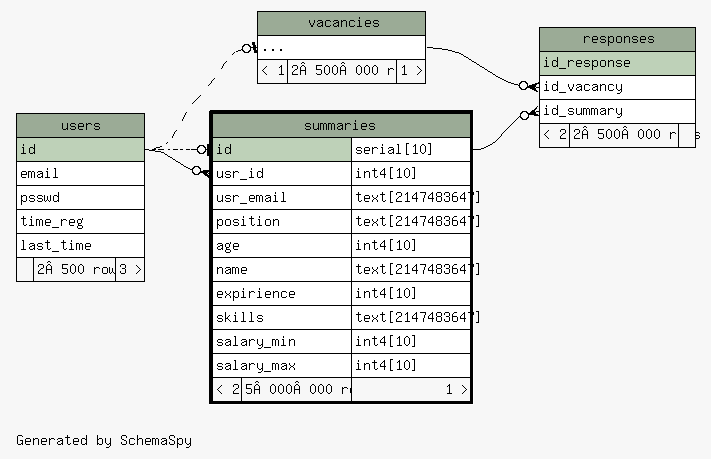 vacancies
...
< 1 2Â 500Â 000 r 1 >
responses
id_response
id_vacancy
id_summary
< 2 2Â 500Â 000 r s
users
id
email
psswd
time_reg
last_time
2Â 500 row 3 >
summaries
id serial[10]
usr_id int4[10]
usr_email text[2147483647]
position text[2147483647]
age int4[10]
name text[2147483647]
expirience int4[10]
skills text[2147483647]
salary_min int4[10]
salary_max int4[10]
< 2 5Â 000Â 000 r 1 >
Generated by SchemaSpy